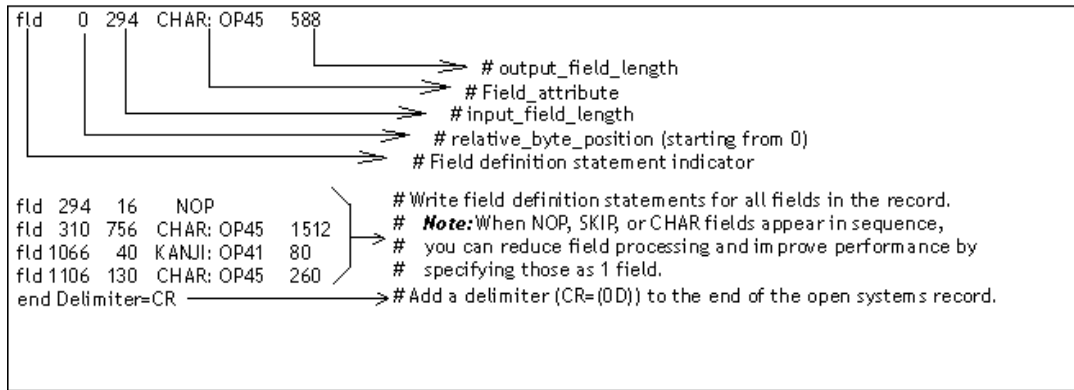 fld 0 294 CHAR: OP45 588
# output_field_length
# Field_attribute
#input_field_length
# relative_byte_position (starting from 0)
# Field definition statement indicator
# Write field definition statements for all fields in the record.
fld 294 16 NOP # Note: When NOP, SKIP, or CHAR fields appear in sequence,
fld 310 756 CHAR: OP45 1512 # you can reduce field processing and improve performance by
fld 1066 40 KANJI: OP41 80 # specifying those as 1 field.
fld 1106 130 CHAR: OP45 260
end Delimiter=CR # Add a delimiter (CR=(0D)) to the end of the open systems record.